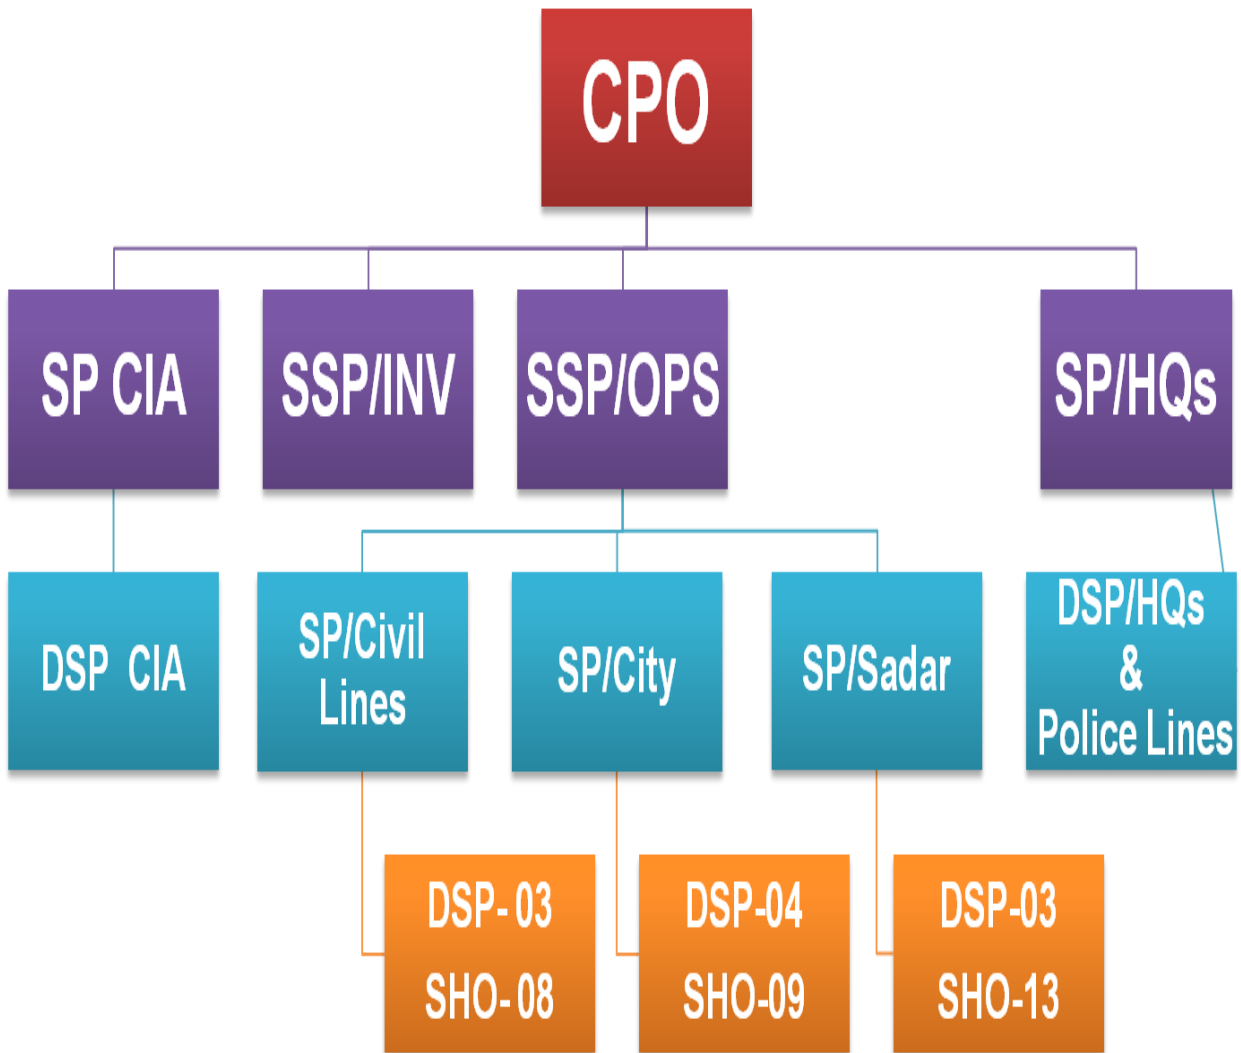 CPO
SP CIA
SSP/INV
SSP/OPS
SP/HQs
DSP CIA
SP/Civil
Lines
SP/City
SP/Sadar
DSP/HQs
&
Police Lines
DSP- 03
SHO- 08
DSP-04
SHO-09
DSP-03
SHO-13